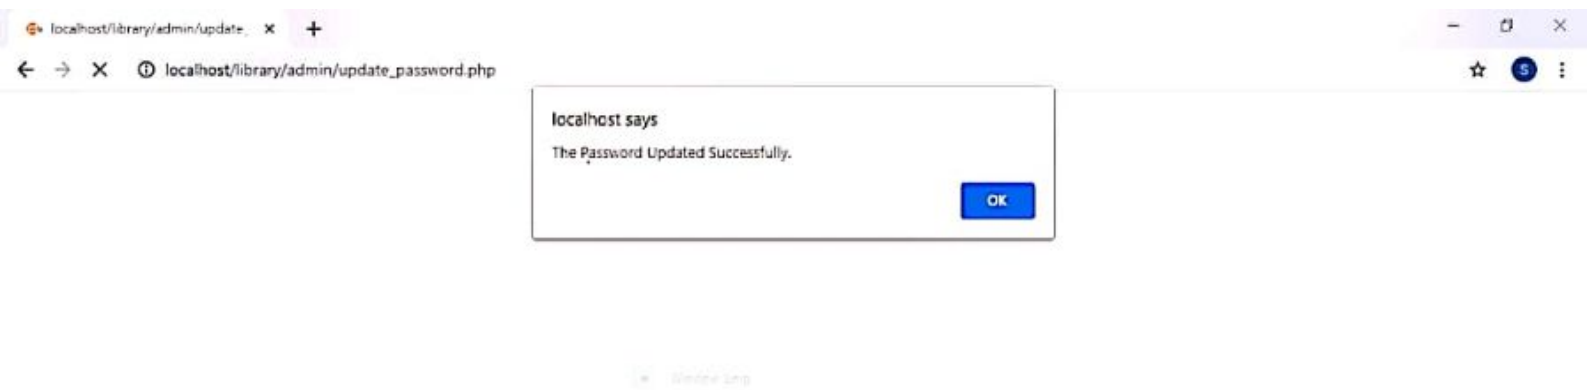 localhost/library/admin/update_
localhost/library/admin/update_password.php
S
localhost says
The Password Updated Successfully.
OK